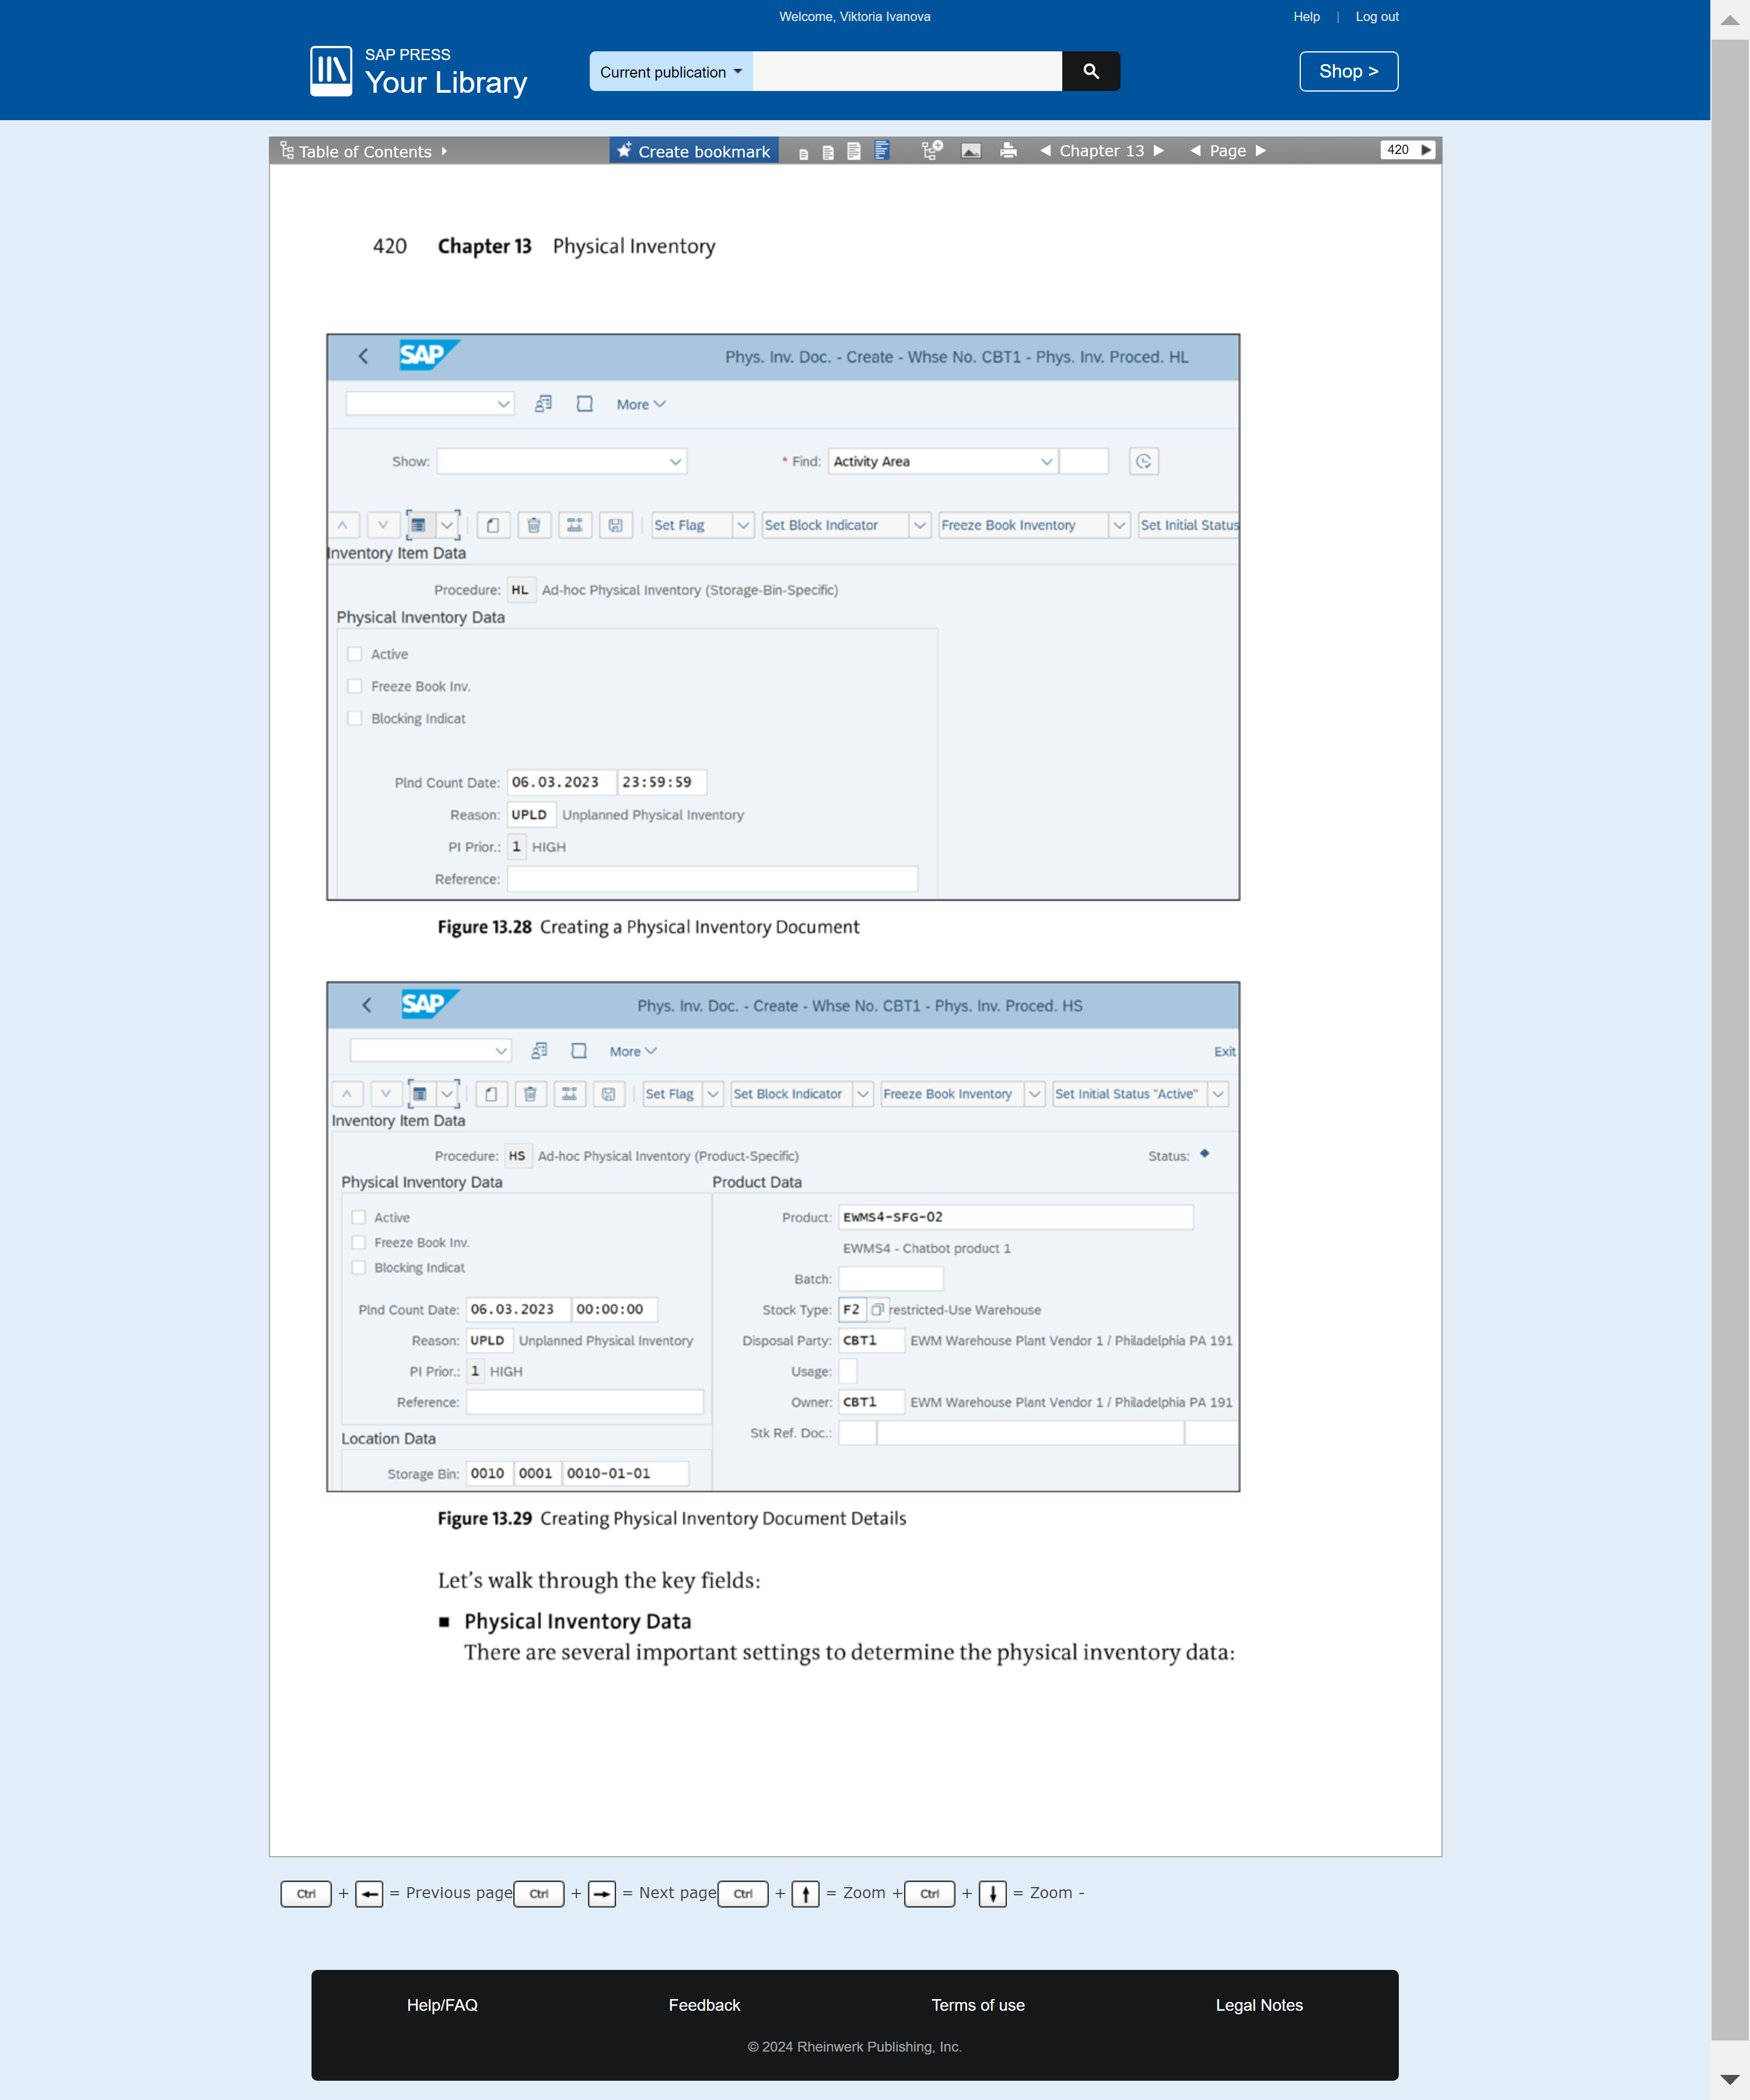 Welcome, Viktoria Ivanova
Help | Log out
SAP PRESS
Your Library
Current publication
Shop >
Table of Contents
Create bookmark
Chapter 13
Page
420
420 Chapter 13 Physical Inventory
SAP
Phys. Inv. Doc. - Create - Whse No. CBT1 - Phys. Inv. Proced. HL
More
Show:
* Find: Activity Area
Set Flag
Set Block Indicator
Freeze Book Inventory
Set Initial Status
Inventory Item Data
Procedure: HL Ad-hoc Physical Inventory (Storage-Bin-Specific)
Physical Inventory Data
Active
Freeze Book Inv.
Blocking Indicat
Plnd Count Date: 06.03.2023 23:59:59
Reason: UPLD Unplanned Physical Inventory
PI Prior.: 1 HIGH
Reference:
Figure 13.28 Creating a Physical Inventory Document
SAP
Phys. Inv. Doc. - Create - Whse No. CBT1 - Phys. Inv. Proced. HS
More
Exit
Set Flag
Set Block Indicator
Freeze Book Inventory
Set Initial Status "Active"
Inventory Item Data
Procedure: HS Ad-hoc Physical Inventory (Product-Specific)
Status:
Physical Inventory Data
Active
Freeze Book Inv.
Blocking Indicat
Plnd Count Date: 06.03.2023 00:00:00
Reason: UPLD Unplanned Physical Inventory
PI Prior.: 1 HIGH
Reference:
Location Data
Storage Bin: 0010 0001 0010-01-01
Product Data
Product: EWMS4-SFG-02
EWMS4 - Chatbot product 1
Batch:
Stock Type: F2 restricted-Use Warehouse
Disposal Party: CBT1 EWM Warehouse Plant Vendor 1 / Philadelphia PA 191
Usage:
Owner: CBT1 EWM Warehouse Plant Vendor 1 / Philadelphia PA 191
Stk Ref. Doc.:
Figure 13.29 Creating Physical Inventory Document Details
Let's walk through the key fields:
■ Physical Inventory Data
There are several important settings to determine the physical inventory data:
Ctrl + ← = Previous page Ctrl + → = Next page Ctrl + ↑ = Zoom + Ctrl + ↓ = Zoom -
Help/FAQ
Feedback
Terms of use
Legal Notes
© 2024 Rheinwerk Publishing, Inc.